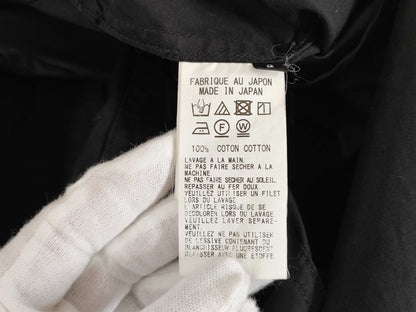 FABRIQUE AU JAPON
MADE IN JAPAN
100% COTON COTTON
LAVAGE A LA MAIN.
NE PAS FAIRE SECHER A LA
MACHINE.
NE PAS FAIRE SECHER AU SOLEIL
REPASSER AU FER DOUX.
VEUILLEZ UTILISER UN FILET
LORS DU LAVAGE
L'ARTICLE RISQUE DE SE
DECOLORER LORS DU LAVAGE
VEUILLEZ LE LAVER SEPARE-
MENT.
VEUILLEZ NE PAS UTILISER
DE LESSIVE CONTENANT DU
BLANCHISSEUR FLUORESCENT
REPASSER AVEC UNE ETOFFE.